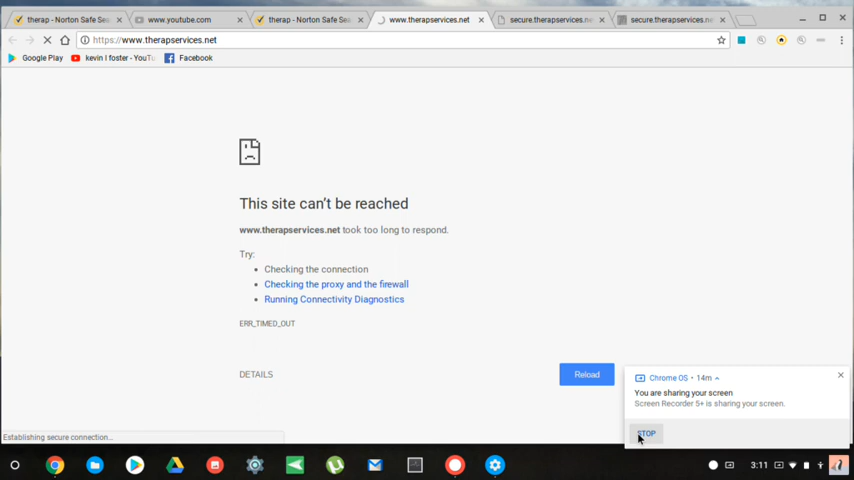 therap - Norton Safe Sea
www.youtube.com
therap - Norton Safe Sea
www.therapservices.net
secure.therapservices.ne
secure.therapservices.ne
https://www.therapservices.net
Google Play
kevin l foster - YouTu
Facebook
This site can't be reached
www.therapservices.net took too long to respond.
Try:
Checking the connection
Checking the proxy and the firewall
Running Connectivity Diagnostics
ERR_TIMED_OUT
DETAILS
Reload
Chrome OS • 14m
You are sharing your screen
Screen Recorder 5+ is sharing your screen.
STOP
Establishing secure connection...
3:11